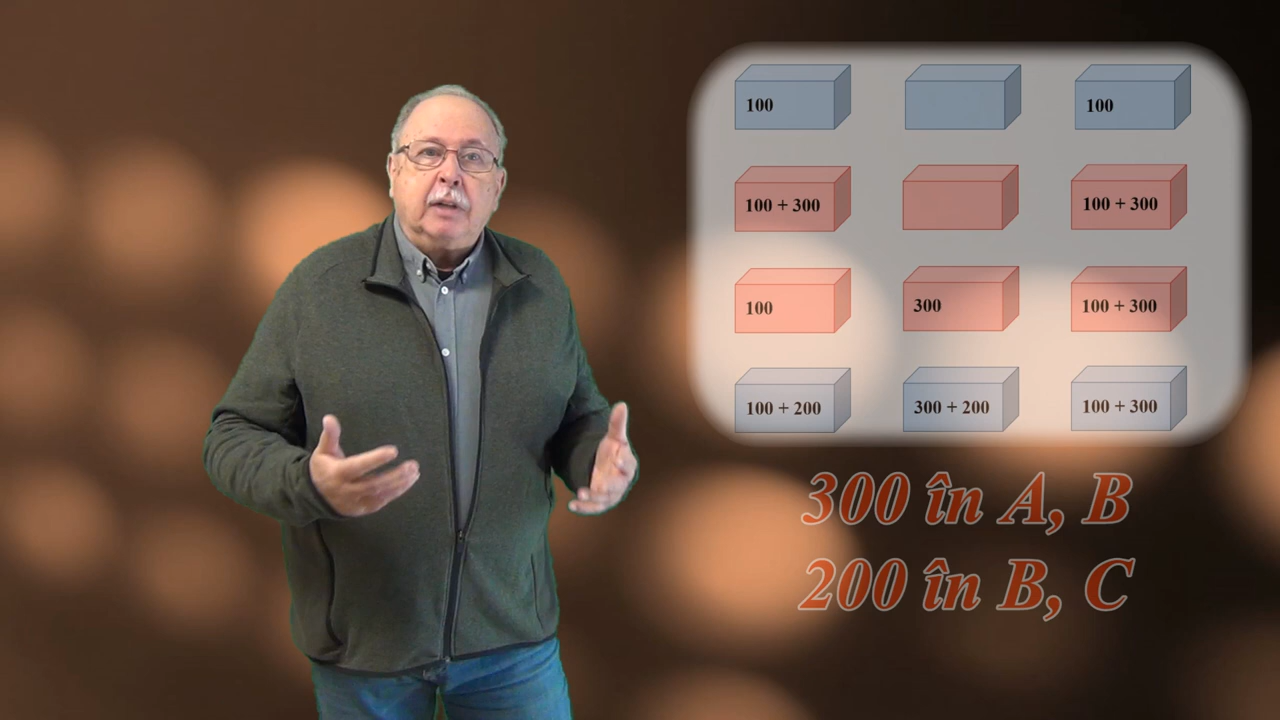 100 100
100 + 300 100 + 300
100 300 100 + 300
100 + 200 300 + 200 100 + 300
300 în A, B
200 în B, C